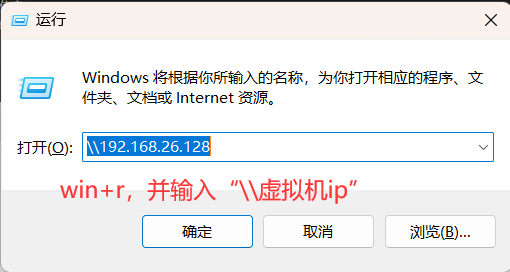 运行
Windows 将根据你所输入的名称，为你打开相应的程序、文
件夹、文档或 Internet 资源。
打开(O): \\192.168.26.128
win+r，并输入“\\虚拟机ip”
确定 取消 浏览(B)...